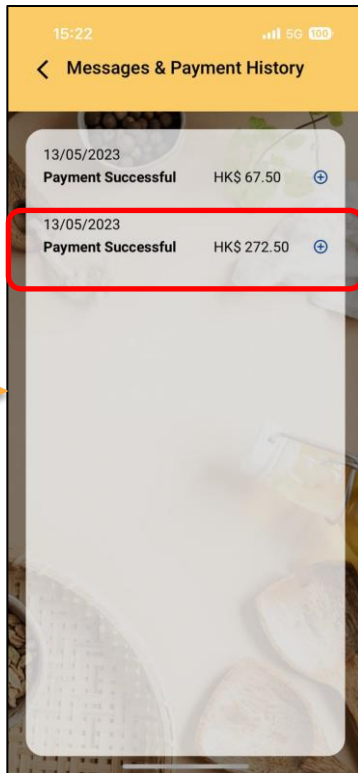 15:22 5G 100
Messages & Payment History
13/05/2023
Payment Successful HK$ 67.50
13/05/2023
Payment Successful HK$ 272.50